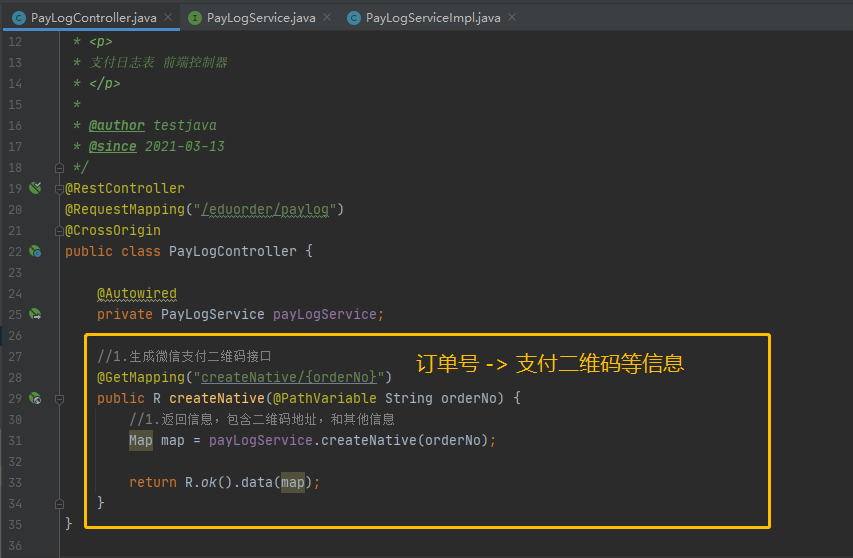 PayLogController.java × PayLogService.java × PayLogServiceImpl.java ×
12 * <p>
13 * 支付日志表 前端控制器
14 * </p>
15 *
16 * @author testjava
17 * @since 2021-03-13
18 */
19 @RestController
20 @RequestMapping("/eduorder/paylog")
21 @CrossOrigin
22 public class PayLogController {
23
24 @Autowired
25 private PayLogService payLogService;
26
27 //1.生成微信支付二维码接口 订单号 -> 支付二维码等信息
28 @GetMapping("createNative/{orderNo}")
29 public R createNative(@PathVariable String orderNo) {
30 //1.返回信息，包含二维码地址，和其他信息
31 Map map = payLogService.createNative(orderNo);
32
33 return R.ok().data(map);
34 }
35 }
36